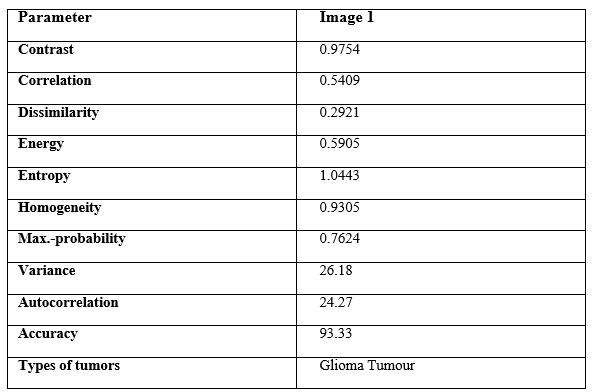 Parameter Image 1
Contrast 0.9754
Correlation 0.5409
Dissimilarity 0.2921
Energy 0.5905
Entropy 1.0443
Homogeneity 0.9305
Max.-probability 0.7624
Variance 26.18
Autocorrelation 24.27
Accuracy 93.33
Types of tumors Glioma Tumour